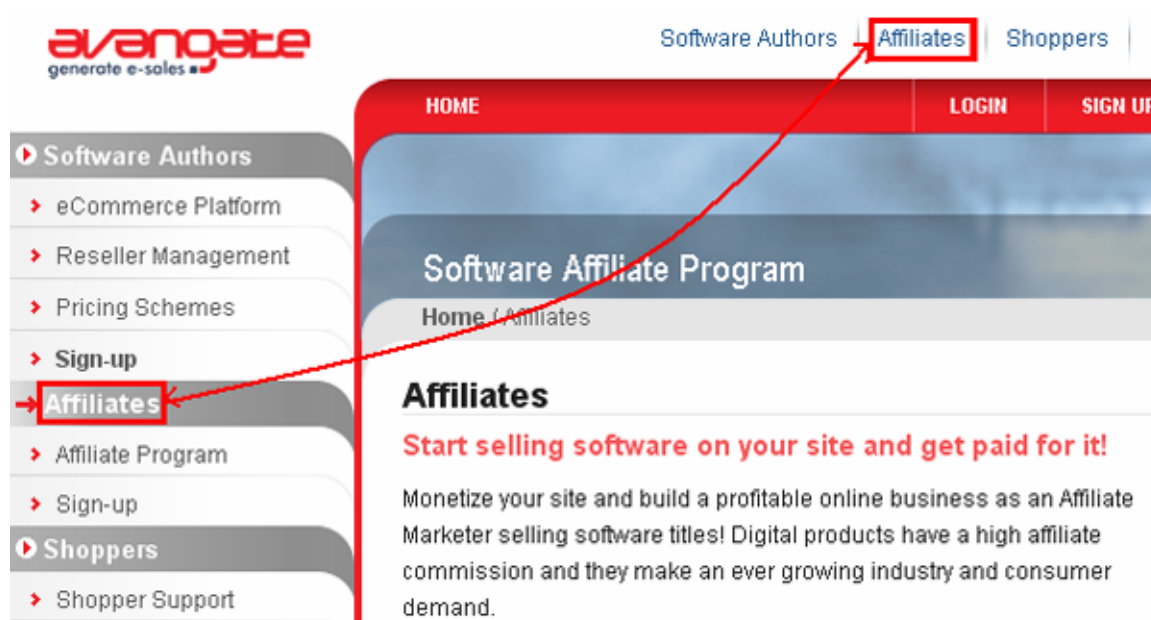 avangate
generate e-sales
Software Authors
Affiliates
Shoppers
HOME
LOGIN
SIGN UP
Software Authors
eCommerce Platform
Reseller Management
Pricing Schemes
Sign-up
Affiliates
Affiliate Program
Sign-up
Shoppers
Shopper Support
Software Affiliate Program
Home / Affiliates
Affiliates
Start selling software on your site and get paid for it!
Monetize your site and build a profitable online business as an Affiliate
Marketer selling software titles! Digital products have a high affiliate
commission and they make an ever growing industry and consumer
demand.